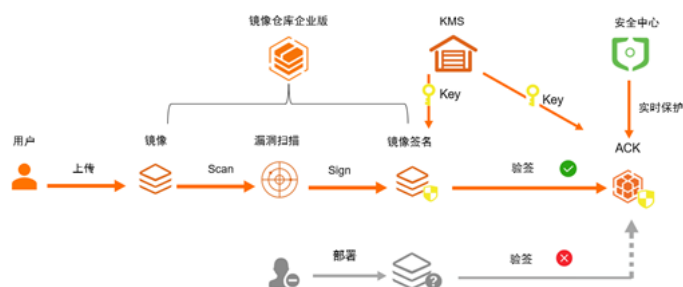 镜像仓库企业版
KMS
安全中心
Key
Key
实时保护
用户
镜像
漏洞扫描
镜像签名
ACK
上传
Scan
Sign
验签
部署
验签